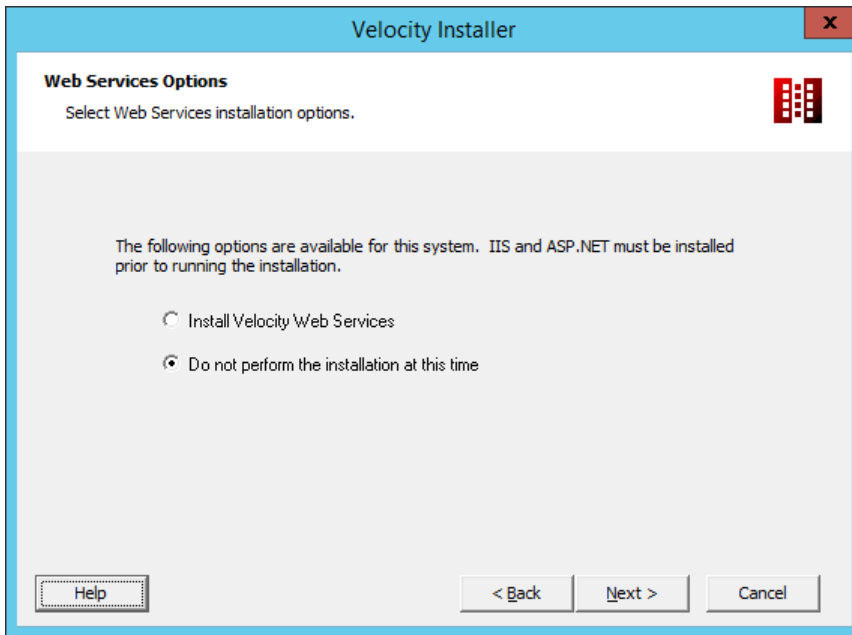 Velocity Installer
x
Web Services Options
Select Web Services installation options.
The following options are available for this system. IIS and ASP.NET must be installed
prior to running the installation.
Install Velocity Web Services
Do not perform the installation at this time
Help
< Back
Next >
Cancel